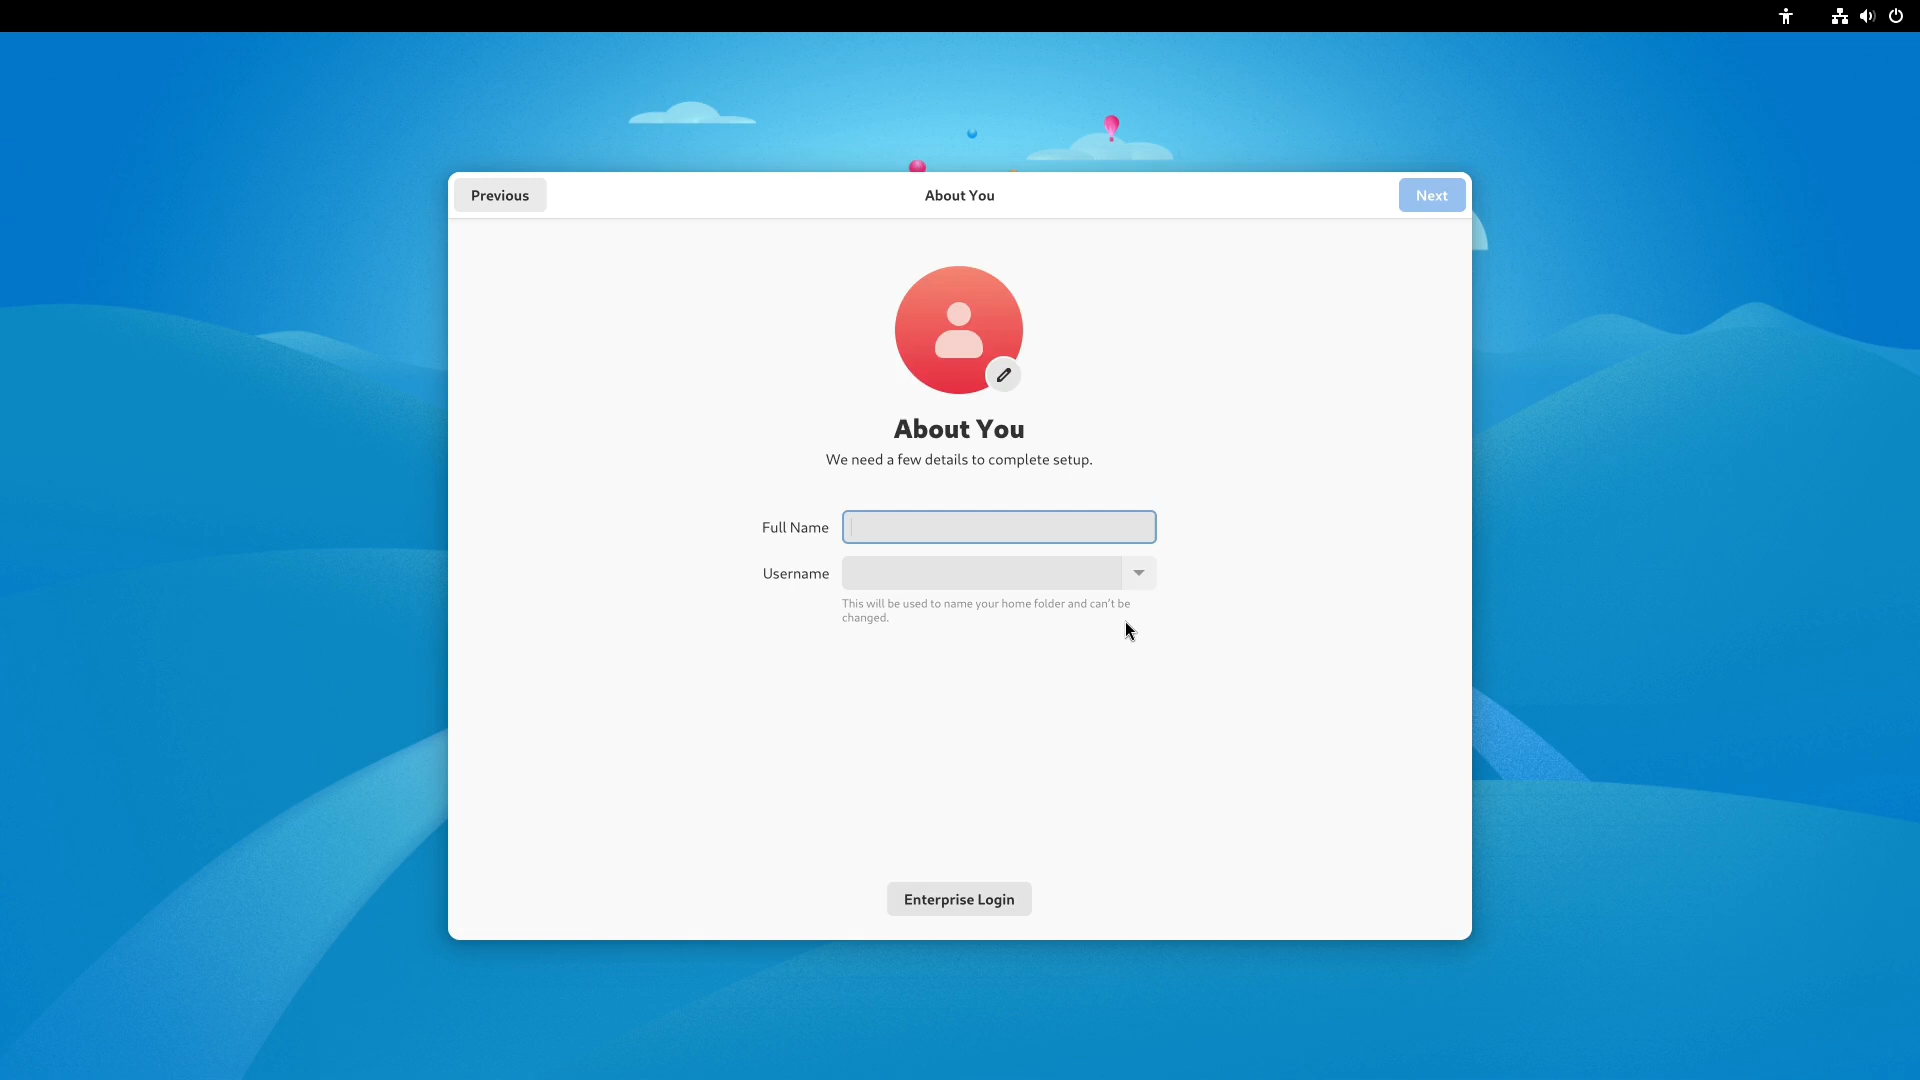 Previous
About You
Next
About You
We need a few details to complete setup.
Full Name
Username
This will be used to name your home folder and can't be
changed.
Enterprise Login